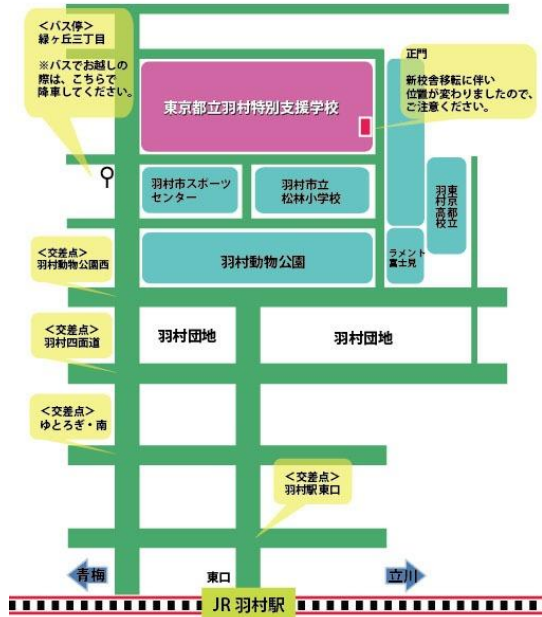 ＜バス停＞
緑ヶ丘三丁目
※バスでお越しの
際は、こちらで
降車してください。
正門
新校舎移転に伴い
位置が変わりましたので、
ご注意ください。
東京都立羽村特別支援学校
羽村市スポーツ
センター
羽村市立
松林小学校
東京都立
羽村高校
＜交差点＞
羽村動物公園西
羽村動物公園
ラメント
富士見
＜交差点＞
羽村四面道
羽村団地
羽村団地
＜交差点＞
ゆとろぎ・南
＜交差点＞
羽村駅東口
青梅
東口
立川
JR 羽村駅